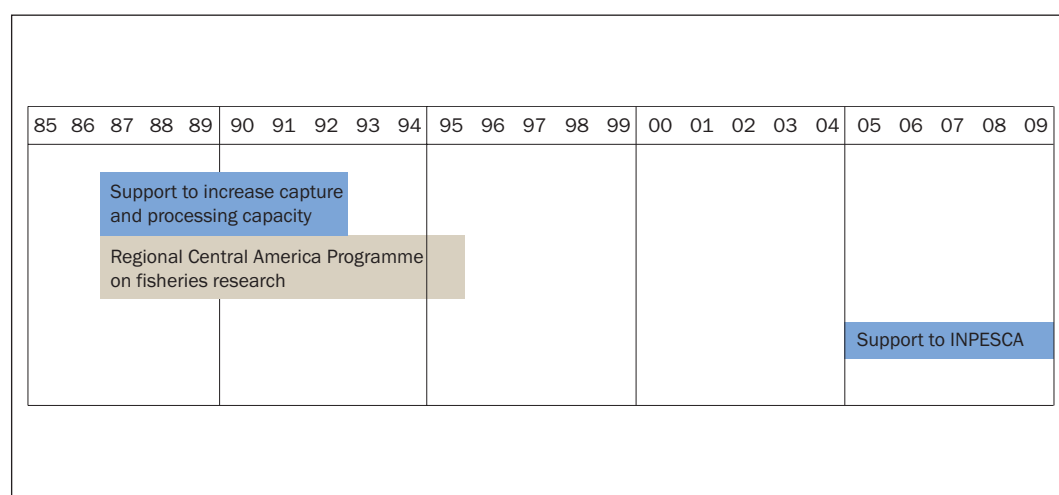 85 86 87 88 89 90 91 92 93 94 95 96 97 98 99 00 01 02 03 04 05 06 07 08 09
Support to increase capture
and processing capacity
Regional Central America Programme
on fisheries research
Support to INPESCA